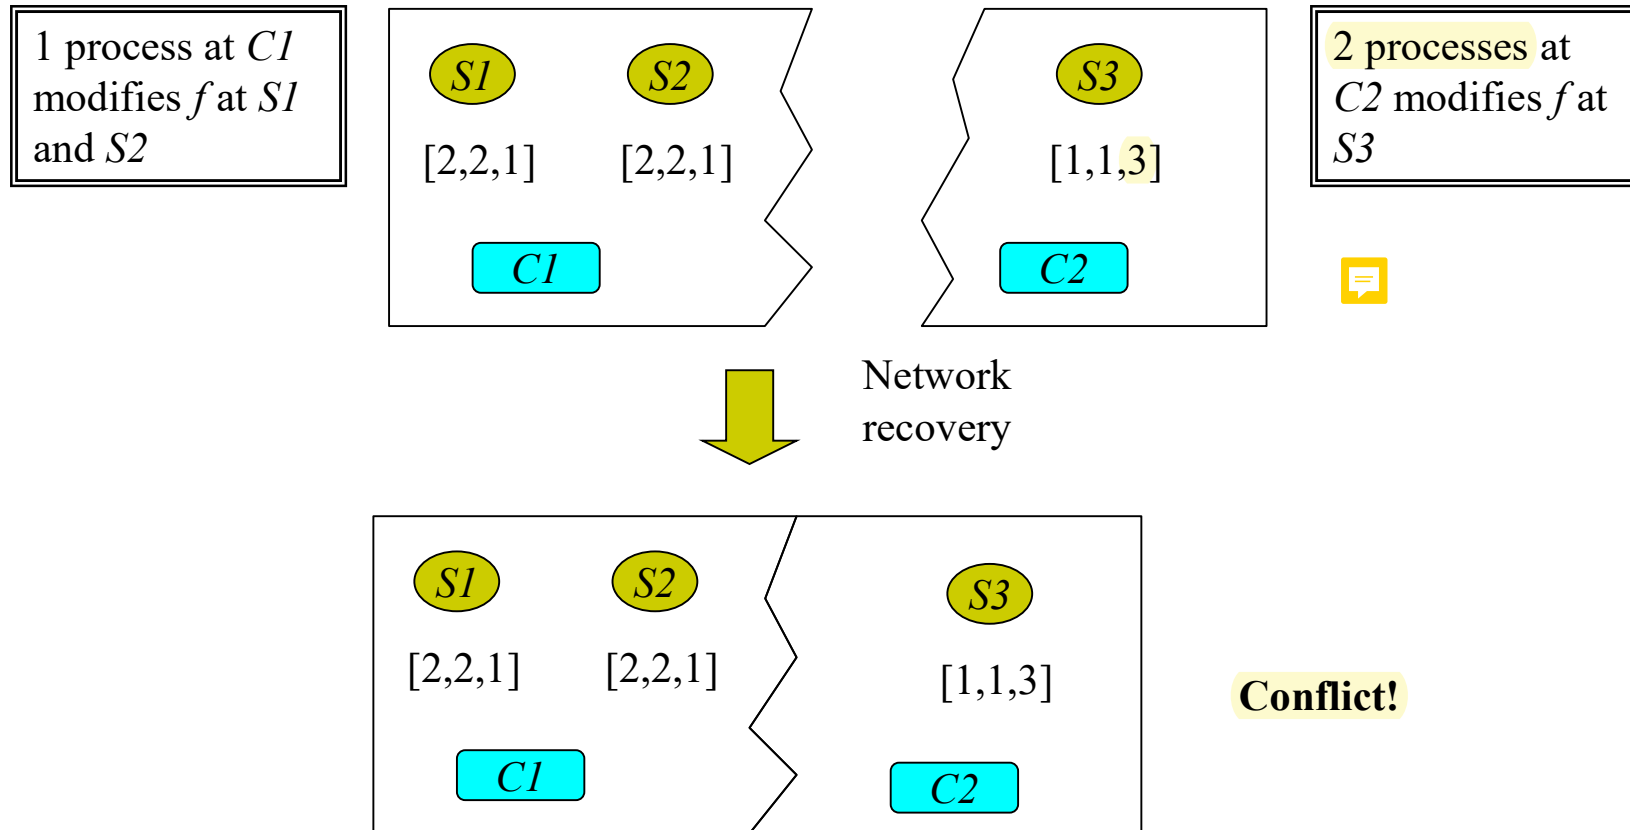 1 process at C1
modifies f at S1
and S2
S1
S2
[2,2,1]
[2,2,1]
C1
S3
[1,1,3]
C2
2 processes at
C2 modifies f at
S3
Network
recovery
S1
S2
[2,2,1]
[2,2,1]
C1
S3
[1,1,3]
C2
Conflict!